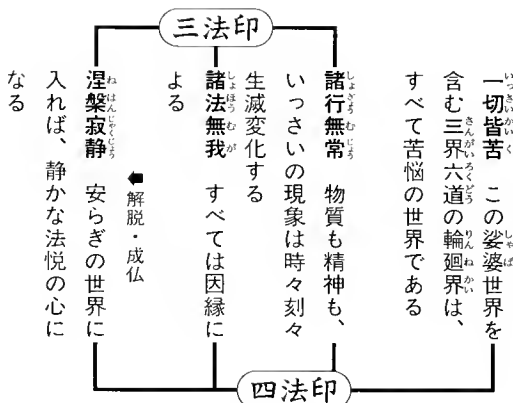 三法印
一切皆苦　この娑婆世界を
含む三界六道の輪廻界は、
すべて苦悩の世界である
諸行無常　物質も精神も、
いっさいの現象は時々刻々
生滅変化する
諸法無我　すべては因縁に
よる
⬅解脱・成仏
涅槃寂静　安らぎの世界に
入れば、静かな法悦の心に
なる
四法印